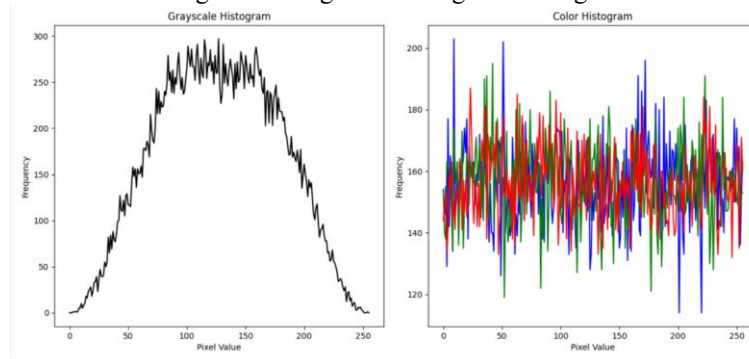 Grayscale Histogram
Color Histogram
300
250
200
150
100
50
0
Frequency
0 50 100 150 200 250
Pixel Value
200
180
160
140
120
Frequency
0 50 100 150 200 250
Pixel Value